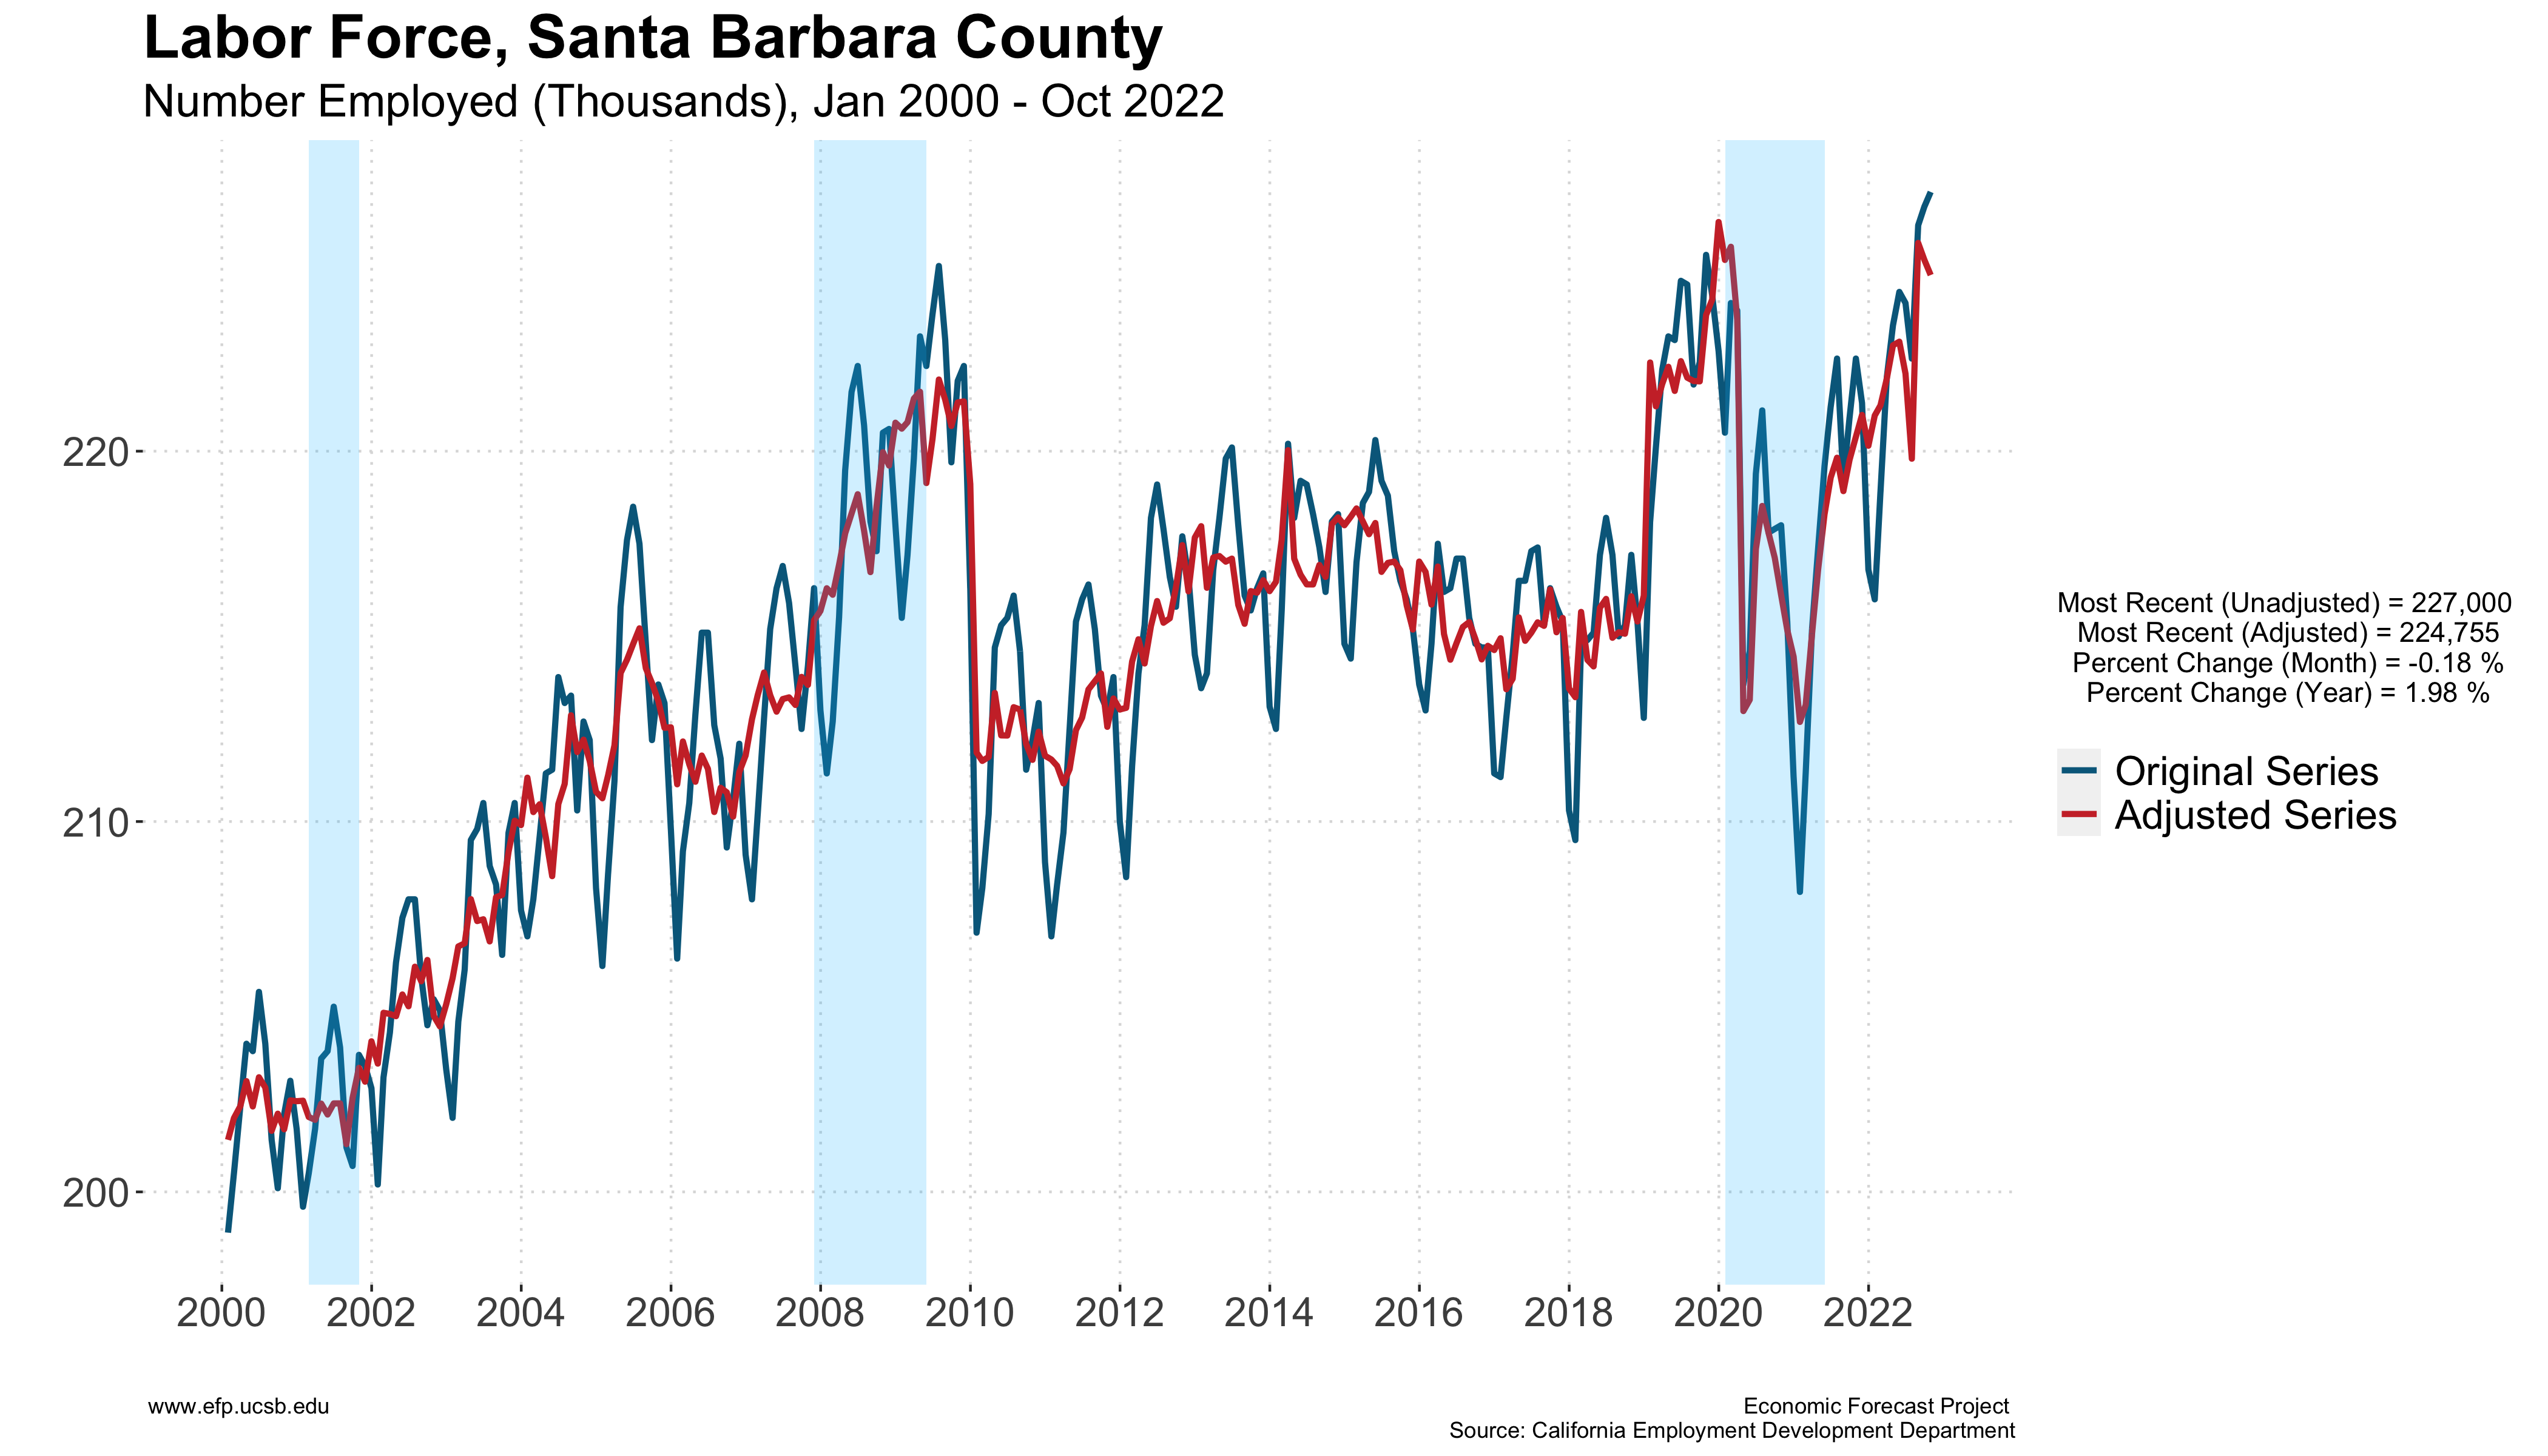 Labor Force, Santa Barbara County
Number Employed (Thousands), Jan 2000 - Oct 2022
220
210
200
2000 2002 2004 2006 2008 2010 2012 2014 2016 2018 2020 2022
Most Recent (Unadjusted) = 227,000
Most Recent (Adjusted) = 224,755
Percent Change (Month) = -0.18 %
Percent Change (Year) = 1.98 %
Original Series
Adjusted Series
www.efp.ucsb.edu
Economic Forecast Project
Source: California Employment Development Department